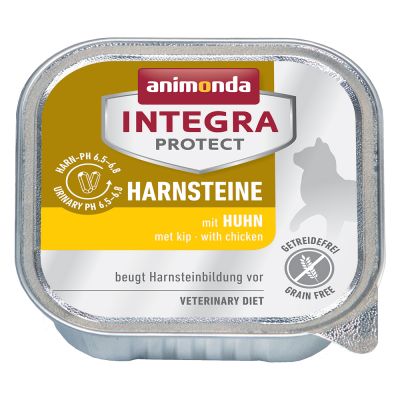 animonda
INTEGRA
PROTECT
HARN-PH 6.5-6.8
URINARY PH 6.5-6.8
HARNSTEINE
mit HUHN
met kip · with chicken
GETREIDEFREI
GRAIN FREE
beugt Harnsteinbildung vor
VETERINARY DIET